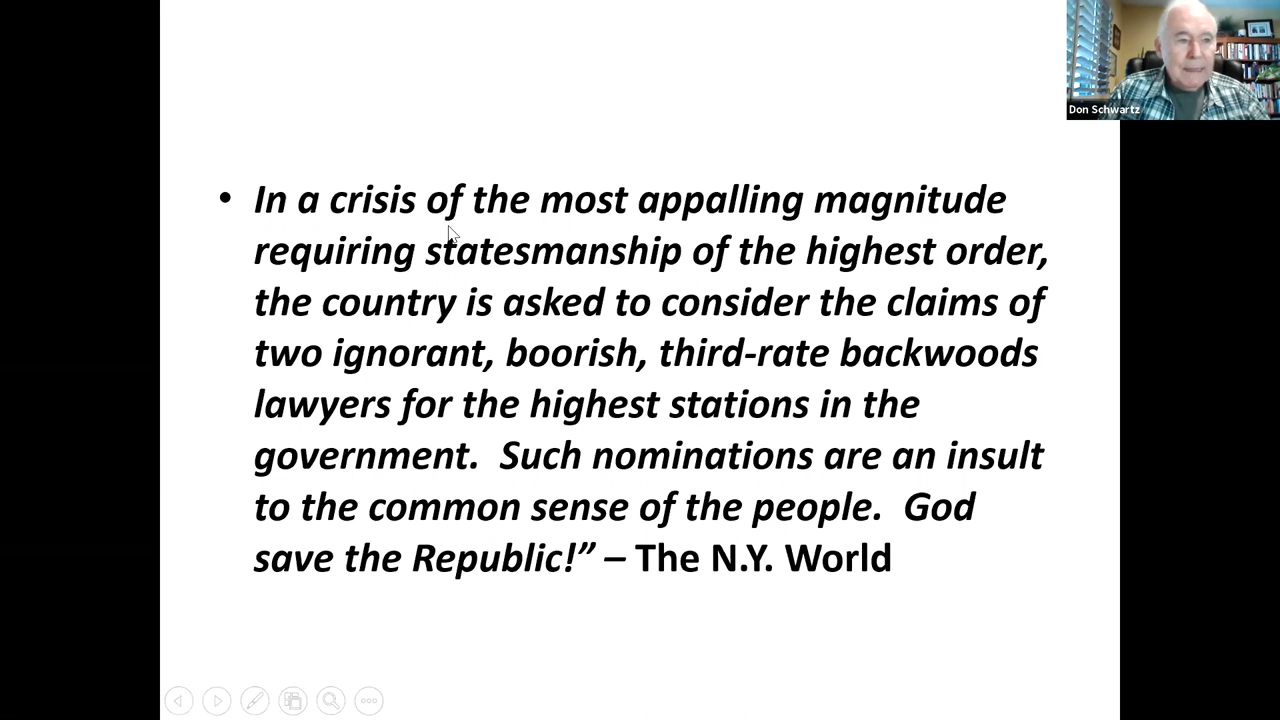 Don Schwartz
• In a crisis of the most appalling magnitude
requiring statesmanship of the highest order,
the country is asked to consider the claims of
two ignorant, boorish, third-rate backwoods
lawyers for the highest stations in the
government.  Such nominations are an insult
to the common sense of the people.  God
save the Republic!” – The N.Y. World